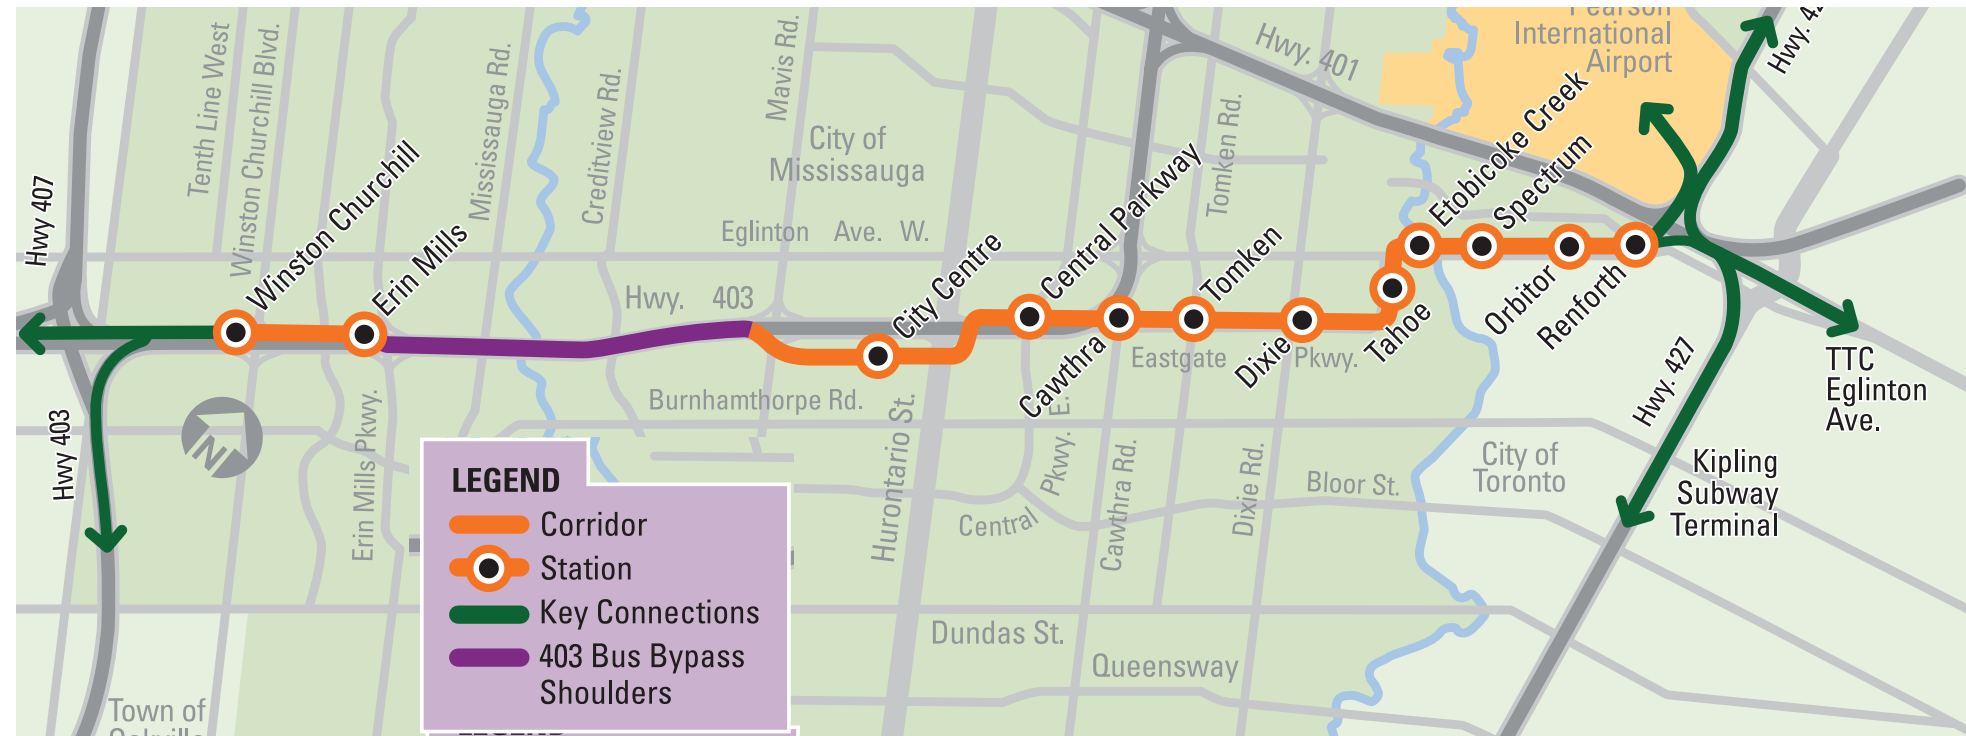 Pearson
International
Airport
Hwy. 401
Tenth Line West
Winston Churchill Blvd.
Mississauga Rd.
Creditview Rd.
Mavis Rd.
City of
Mississauga
Tomken Rd.
Etobicoke Creek
Spectrum
Hwy 407
Winston Churchill
Erin Mills
Eglinton Ave. W.
City Centre
Central Parkway
Tomken
Hwy. 403
Orbitor
Renforth
Cawthra
Eastgate
Dixie
Pkwy.
Tahoe
TTC
Eglinton
Ave.
Hwy. 427
Hwy 403
N
Erin Mills Pkwy.
Burnhamthorpe Rd.
Hurontario St.
Central
Pkwy. E.
Cawthra Rd.
Dixie Rd.
Bloor St.
City of
Toronto
Kipling
Subway
Terminal
LEGEND
Corridor
Station
Key Connections
403 Bus Bypass
Shoulders
Dundas St.
Queensway
Town of
LEGEND